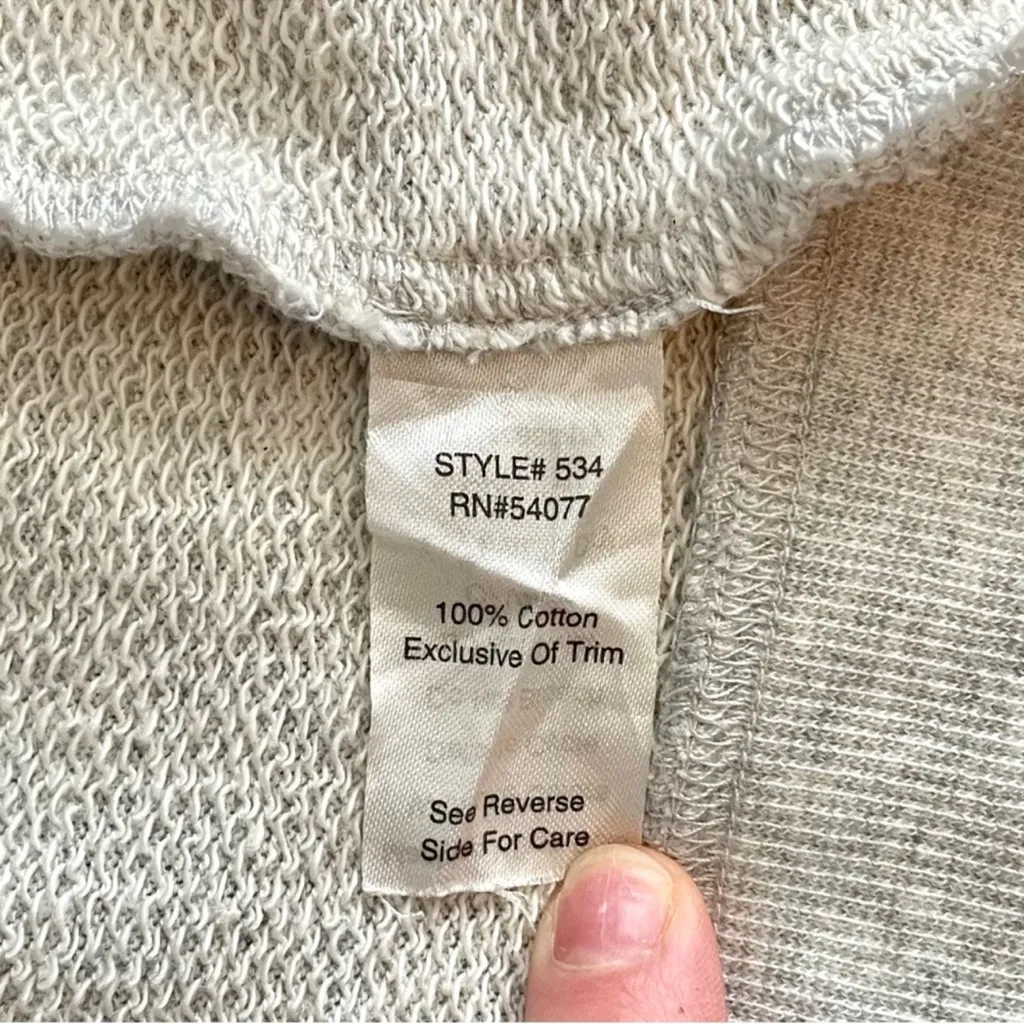 STYLE# 534
RN#54077
100% Cotton
Exclusive Of Trim
See Reverse
Side For Care